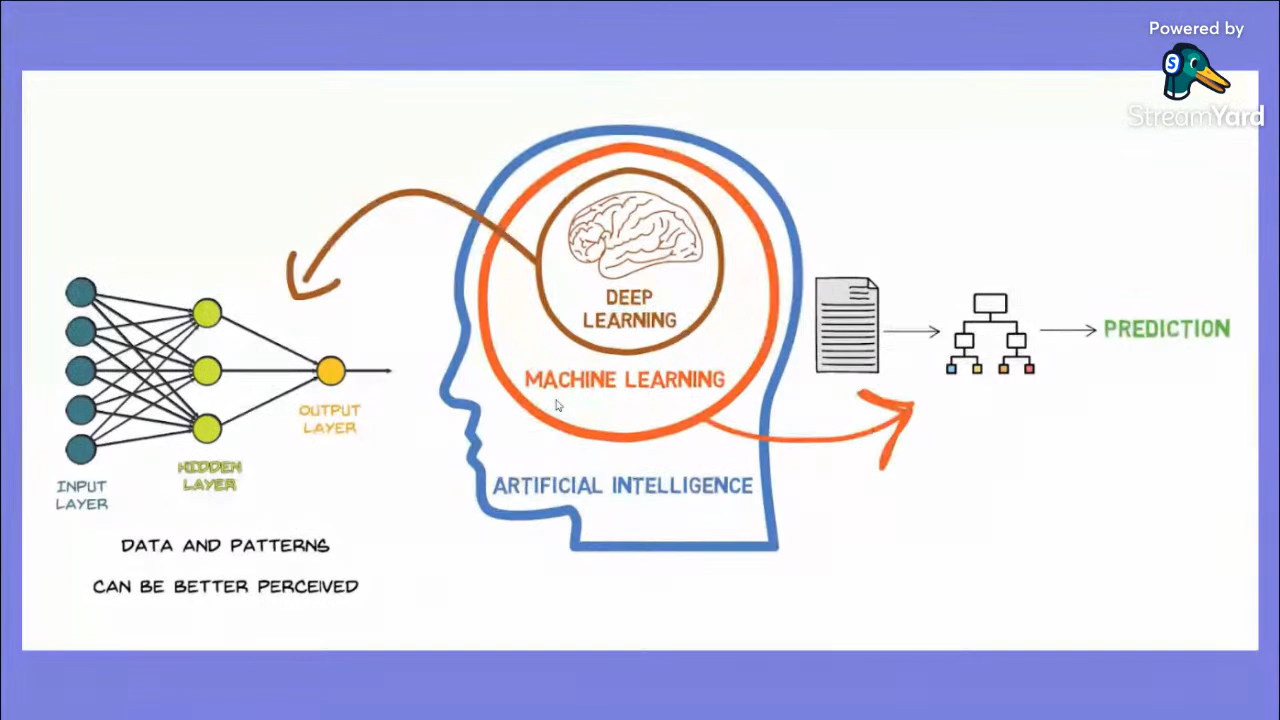 Powered by
S
StreamYard
DEEP
LEARNING
MACHINE LEARNING
ARTIFICIAL INTELLIGENCE
PREDICTION
OUTPUT
LAYER
HIDDEN
LAYER
INPUT
LAYER
DATA AND PATTERNS
CAN BE BETTER PERCEIVED